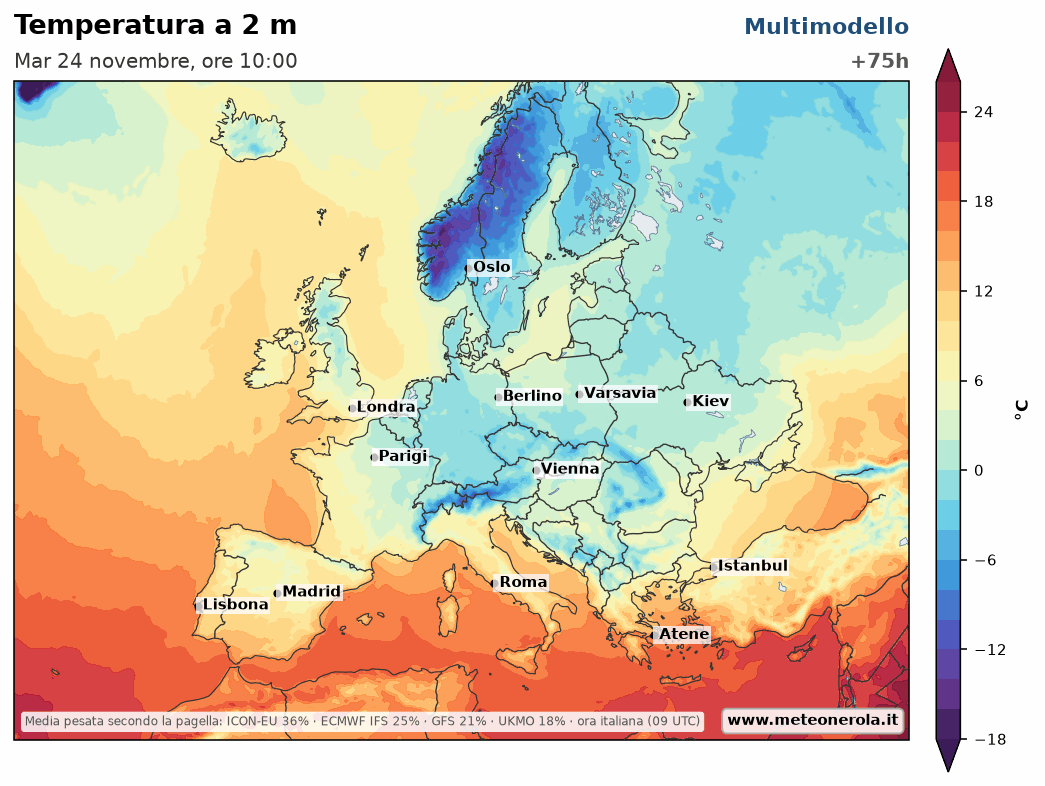 Temperatura a 2 m
Multimodello
Mar 24 novembre, ore 10:00
+75h
24
18
12
6
0
−6
−12
−18
°C
Oslo
Berlino
Varsavia
Kiev
Londra
Parigi
Vienna
Istanbul
Roma
Madrid
Lisbona
Atene
Media pesata secondo la pagella: ICON-EU 36% · ECMWF IFS 25% · GFS 21% · UKMO 18% · ora italiana (09 UTC)
www.meteonerola.it